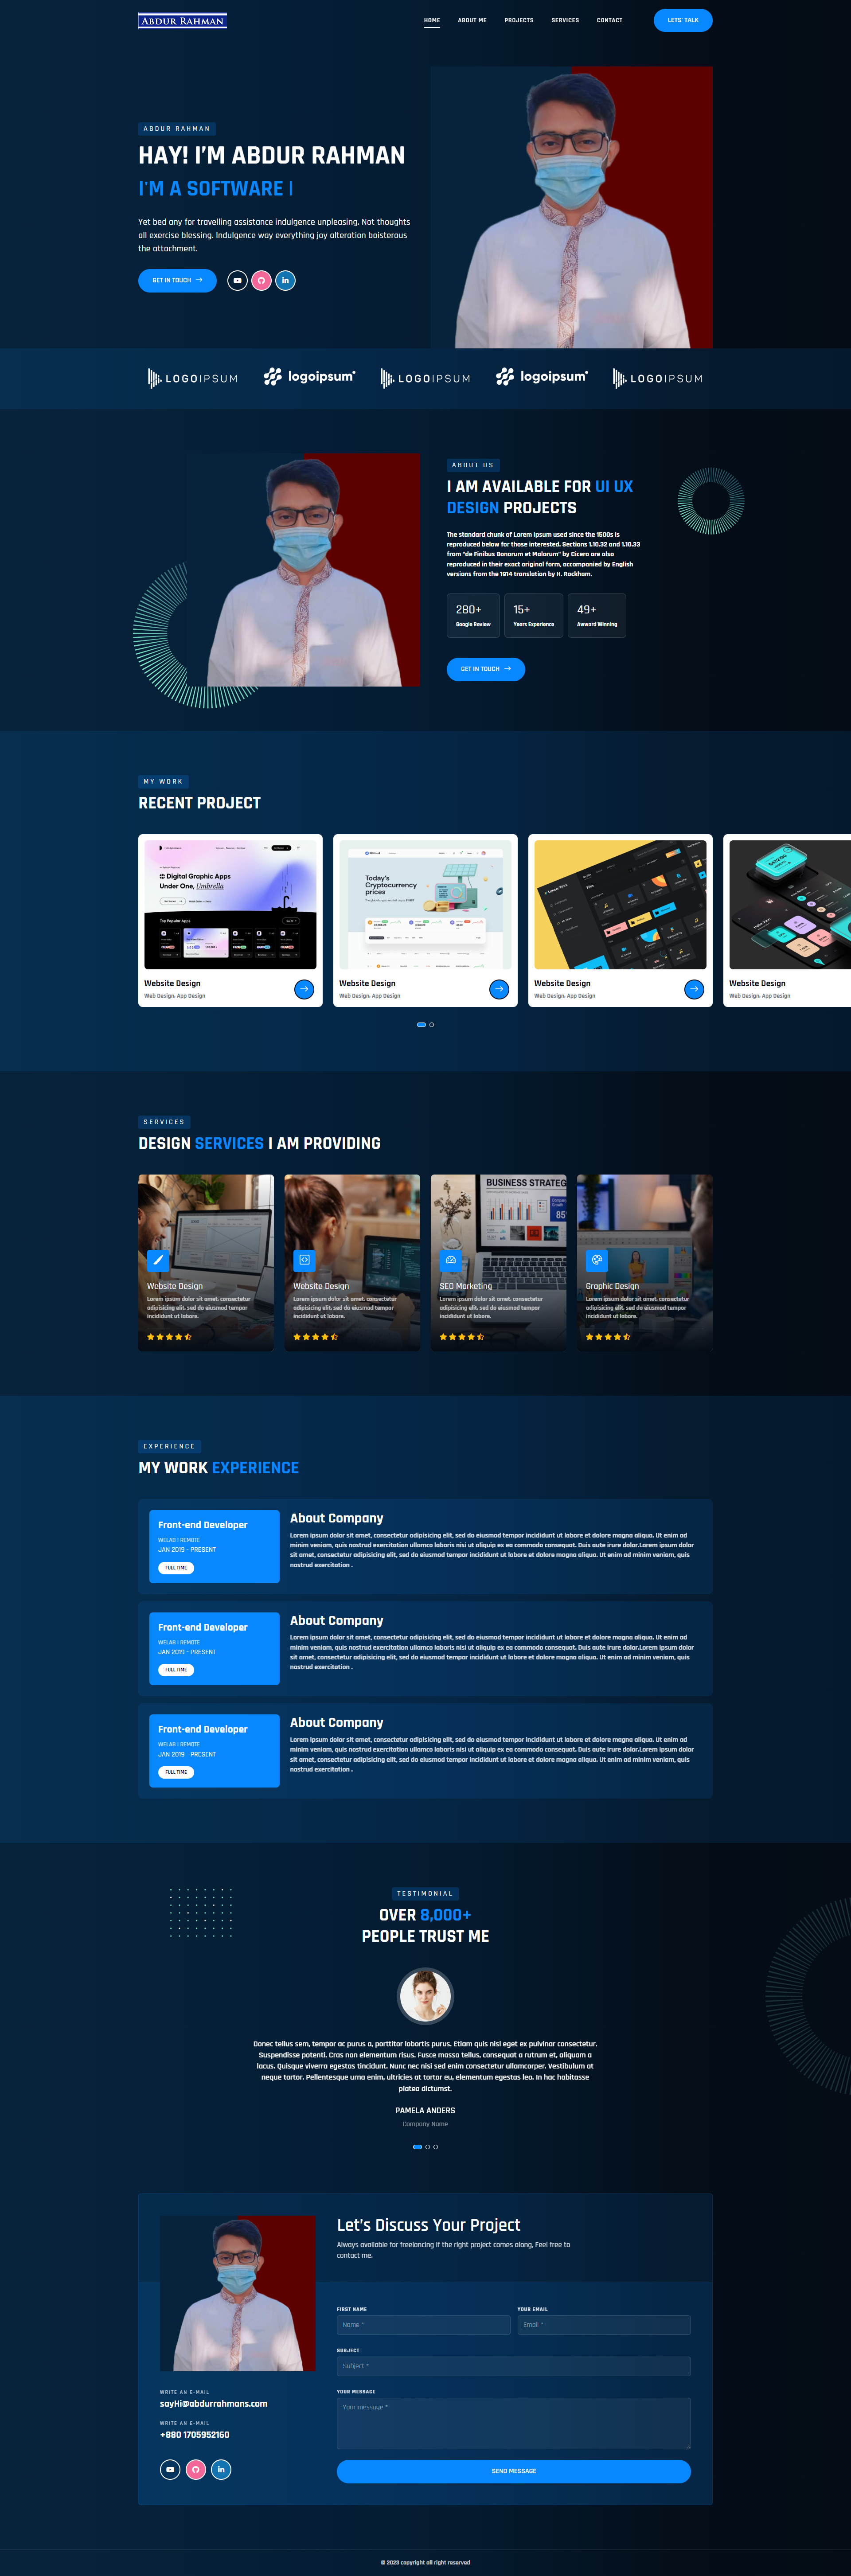 ABDUR RAHMAN
HOME
ABOUT ME
PROJECTS
SERVICES
CONTACT
LETS' TALK
ABDUR RAHMAN
HAY! I'M ABDUR RAHMAN
I'M A SOFTWARE |
Yet bed any for travelling assistance indulgence unpleasing. Not thoughts
all exercise blessing. Indulgence way everything joy alteration boisterous
the attachment.
GET IN TOUCH
LOGOIPSUM
logoipsum
LOGOIPSUM
logoipsum
LOGOIPSUM
ABOUT US
I AM AVAILABLE FOR UI UX
DESIGN PROJECTS
The standard chunk of Lorem Ipsum used since the 1500s is
reproduced below for those interested. Sections 1.10.32 and 1.10.33
from "de Finibus Bonorum et Malorum" by Cicero are also
reproduced in their exact original form, accompanied by English
versions from the 1914 translation by H. Rackham.
280+
Google Review
15+
Years Experience
49+
Awward Winning
GET IN TOUCH
MY WORK
RECENT PROJECT
Digital Graphic Apps
Under One, Umbrella
Top Popular Apps
Today's
Cryptocurrency
prices
Website Design
Web Design, App Design
Website Design
Web Design, App Design
Website Design
Web Design, App Design
Website Design
Web Design, App Design
SERVICES
DESIGN SERVICES I AM PROVIDING
BUSINESS STRATEG
85
Website Design
Lorem ipsum dolor sit amet, consectetur
adipisicing elit, sed do eiusmod tempor
incididunt ut labore.
Website Design
Lorem ipsum dolor sit amet, consectetur
adipisicing elit, sed do eiusmod tempor
incididunt ut labore.
SEO Marketing
Lorem ipsum dolor sit amet, consectetur
adipisicing elit, sed do eiusmod tempor
incididunt ut labore.
Graphic Design
Lorem ipsum dolor sit amet, consectetur
adipisicing elit, sed do eiusmod tempor
incididunt ut labore.
EXPERIENCE
MY WORK EXPERIENCE
Front-end Developer
WELAB | REMOTE
JAN 2019 - PRESENT
FULL TIME
About Company
Lorem ipsum dolor sit amet, consectetur adipisicing elit, sed do eiusmod tempor incididunt ut labore et dolore magna aliqua. Ut enim ad
minim veniam, quis nostrud exercitation ullamco laboris nisi ut aliquip ex ea commodo consequat. Duis aute irure dolor.Lorem ipsum dolor
sit amet, consectetur adipisicing elit, sed do eiusmod tempor incididunt ut labore et dolore magna aliqua. Ut enim ad minim veniam, quis
nostrud exercitation .
Front-end Developer
WELAB | REMOTE
JAN 2019 - PRESENT
FULL TIME
About Company
Lorem ipsum dolor sit amet, consectetur adipisicing elit, sed do eiusmod tempor incididunt ut labore et dolore magna aliqua. Ut enim ad
minim veniam, quis nostrud exercitation ullamco laboris nisi ut aliquip ex ea commodo consequat. Duis aute irure dolor.Lorem ipsum dolor
sit amet, consectetur adipisicing elit, sed do eiusmod tempor incididunt ut labore et dolore magna aliqua. Ut enim ad minim veniam, quis
nostrud exercitation .
Front-end Developer
WELAB | REMOTE
JAN 2019 - PRESENT
FULL TIME
About Company
Lorem ipsum dolor sit amet, consectetur adipisicing elit, sed do eiusmod tempor incididunt ut labore et dolore magna aliqua. Ut enim ad
minim veniam, quis nostrud exercitation ullamco laboris nisi ut aliquip ex ea commodo consequat. Duis aute irure dolor.Lorem ipsum dolor
sit amet, consectetur adipisicing elit, sed do eiusmod tempor incididunt ut labore et dolore magna aliqua. Ut enim ad minim veniam, quis
nostrud exercitation .
TESTIMONIAL
OVER 8,000+
PEOPLE TRUST ME
Donec tellus sem, tempor ac purus a, porttitor lobortis purus. Etiam quis nisl eget ex pulvinar consectetur.
Suspendisse potenti. Cras non elementum risus. Fusce massa tellus, consequat a rutrum et, aliquam a
lacus. Quisque viverra egestas tincidunt. Nunc nec nisi sed enim consectetur ullamcorper. Vestibulum at
neque tortor. Pellentesque urna enim, ultricies at tortor eu, elementum egestas leo. In hac habitasse
platea dictumst.
PAMELA ANDERS
Company Name
Let's Discuss Your Project
Always available for freelancing if the right project comes along, Feel free to
contact me.
WRITE AN E-MAIL
sayHi@abdurrahmans.com
WRITE AN E-MAIL
+880 1705952160
FIRST NAME
Name *
YOUR EMAIL
Email *
SUBJECT
Subject *
YOUR MESSAGE
Your message *
SEND MESSAGE
© 2023 copyright all right reserved